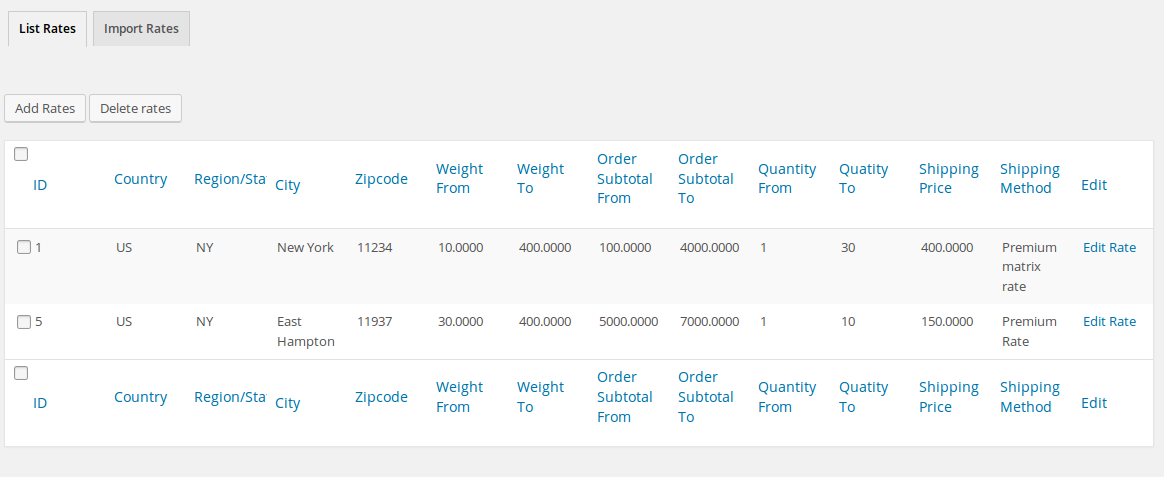 List Rates Import Rates
Add Rates Delete rates
ID Country Region/Sta City Zipcode Weight From Weight To Order Subtotal From Order Subtotal To Quantity From Quatity To Shipping Price Shipping Method Edit
1 US NY New York 11234 10.0000 400.0000 100.0000 4000.0000 1 30 400.0000 Premium matrix rate Edit Rate
5 US NY East Hampton 11937 30.0000 400.0000 5000.0000 7000.0000 1 10 150.0000 Premium Rate Edit Rate
ID Country Region/Sta City Zipcode Weight From Weight To Order Subtotal From Order Subtotal To Quantity From Quatity To Shipping Price Shipping Method Edit